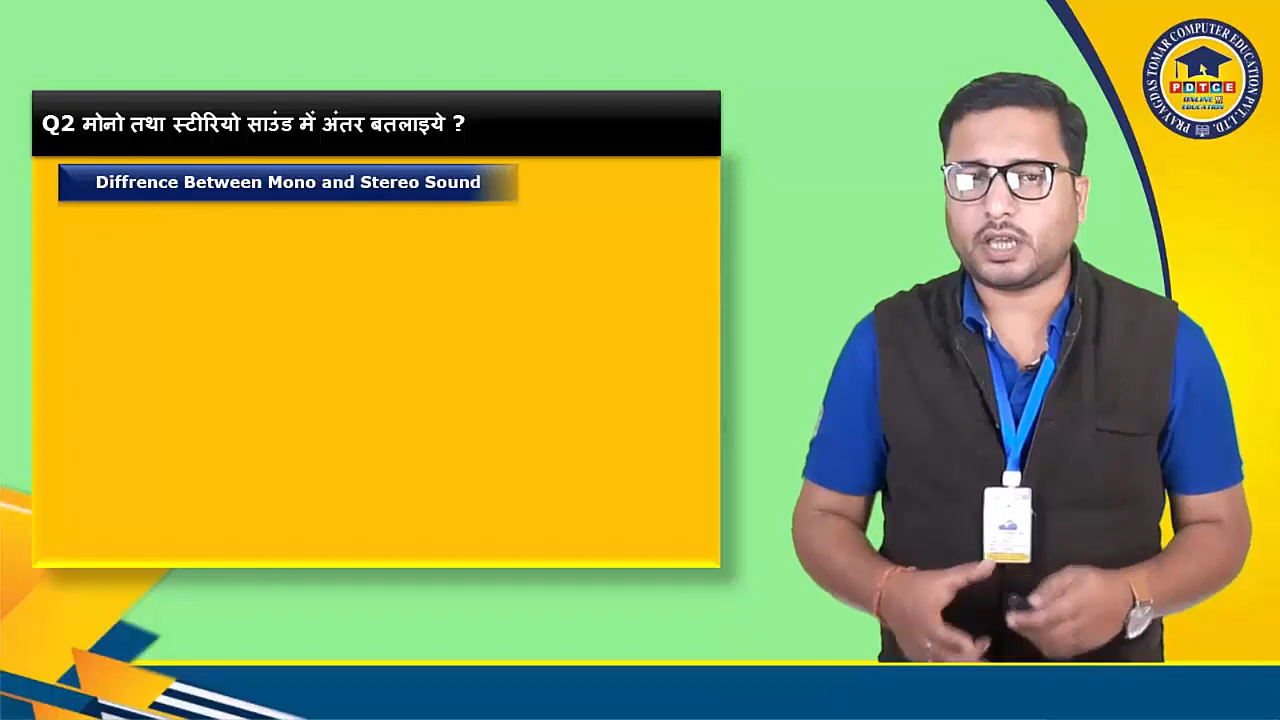 Q2 मोनो तथा स्टीरियो साउंड में अंतर बतलाइये ?
Diffrence Between Mono and Stereo Sound
PRAYAGDAS TOMAR COMPUTER EDUCATION PVT. LTD.
PDTCE
ONLINE
EDUCATION